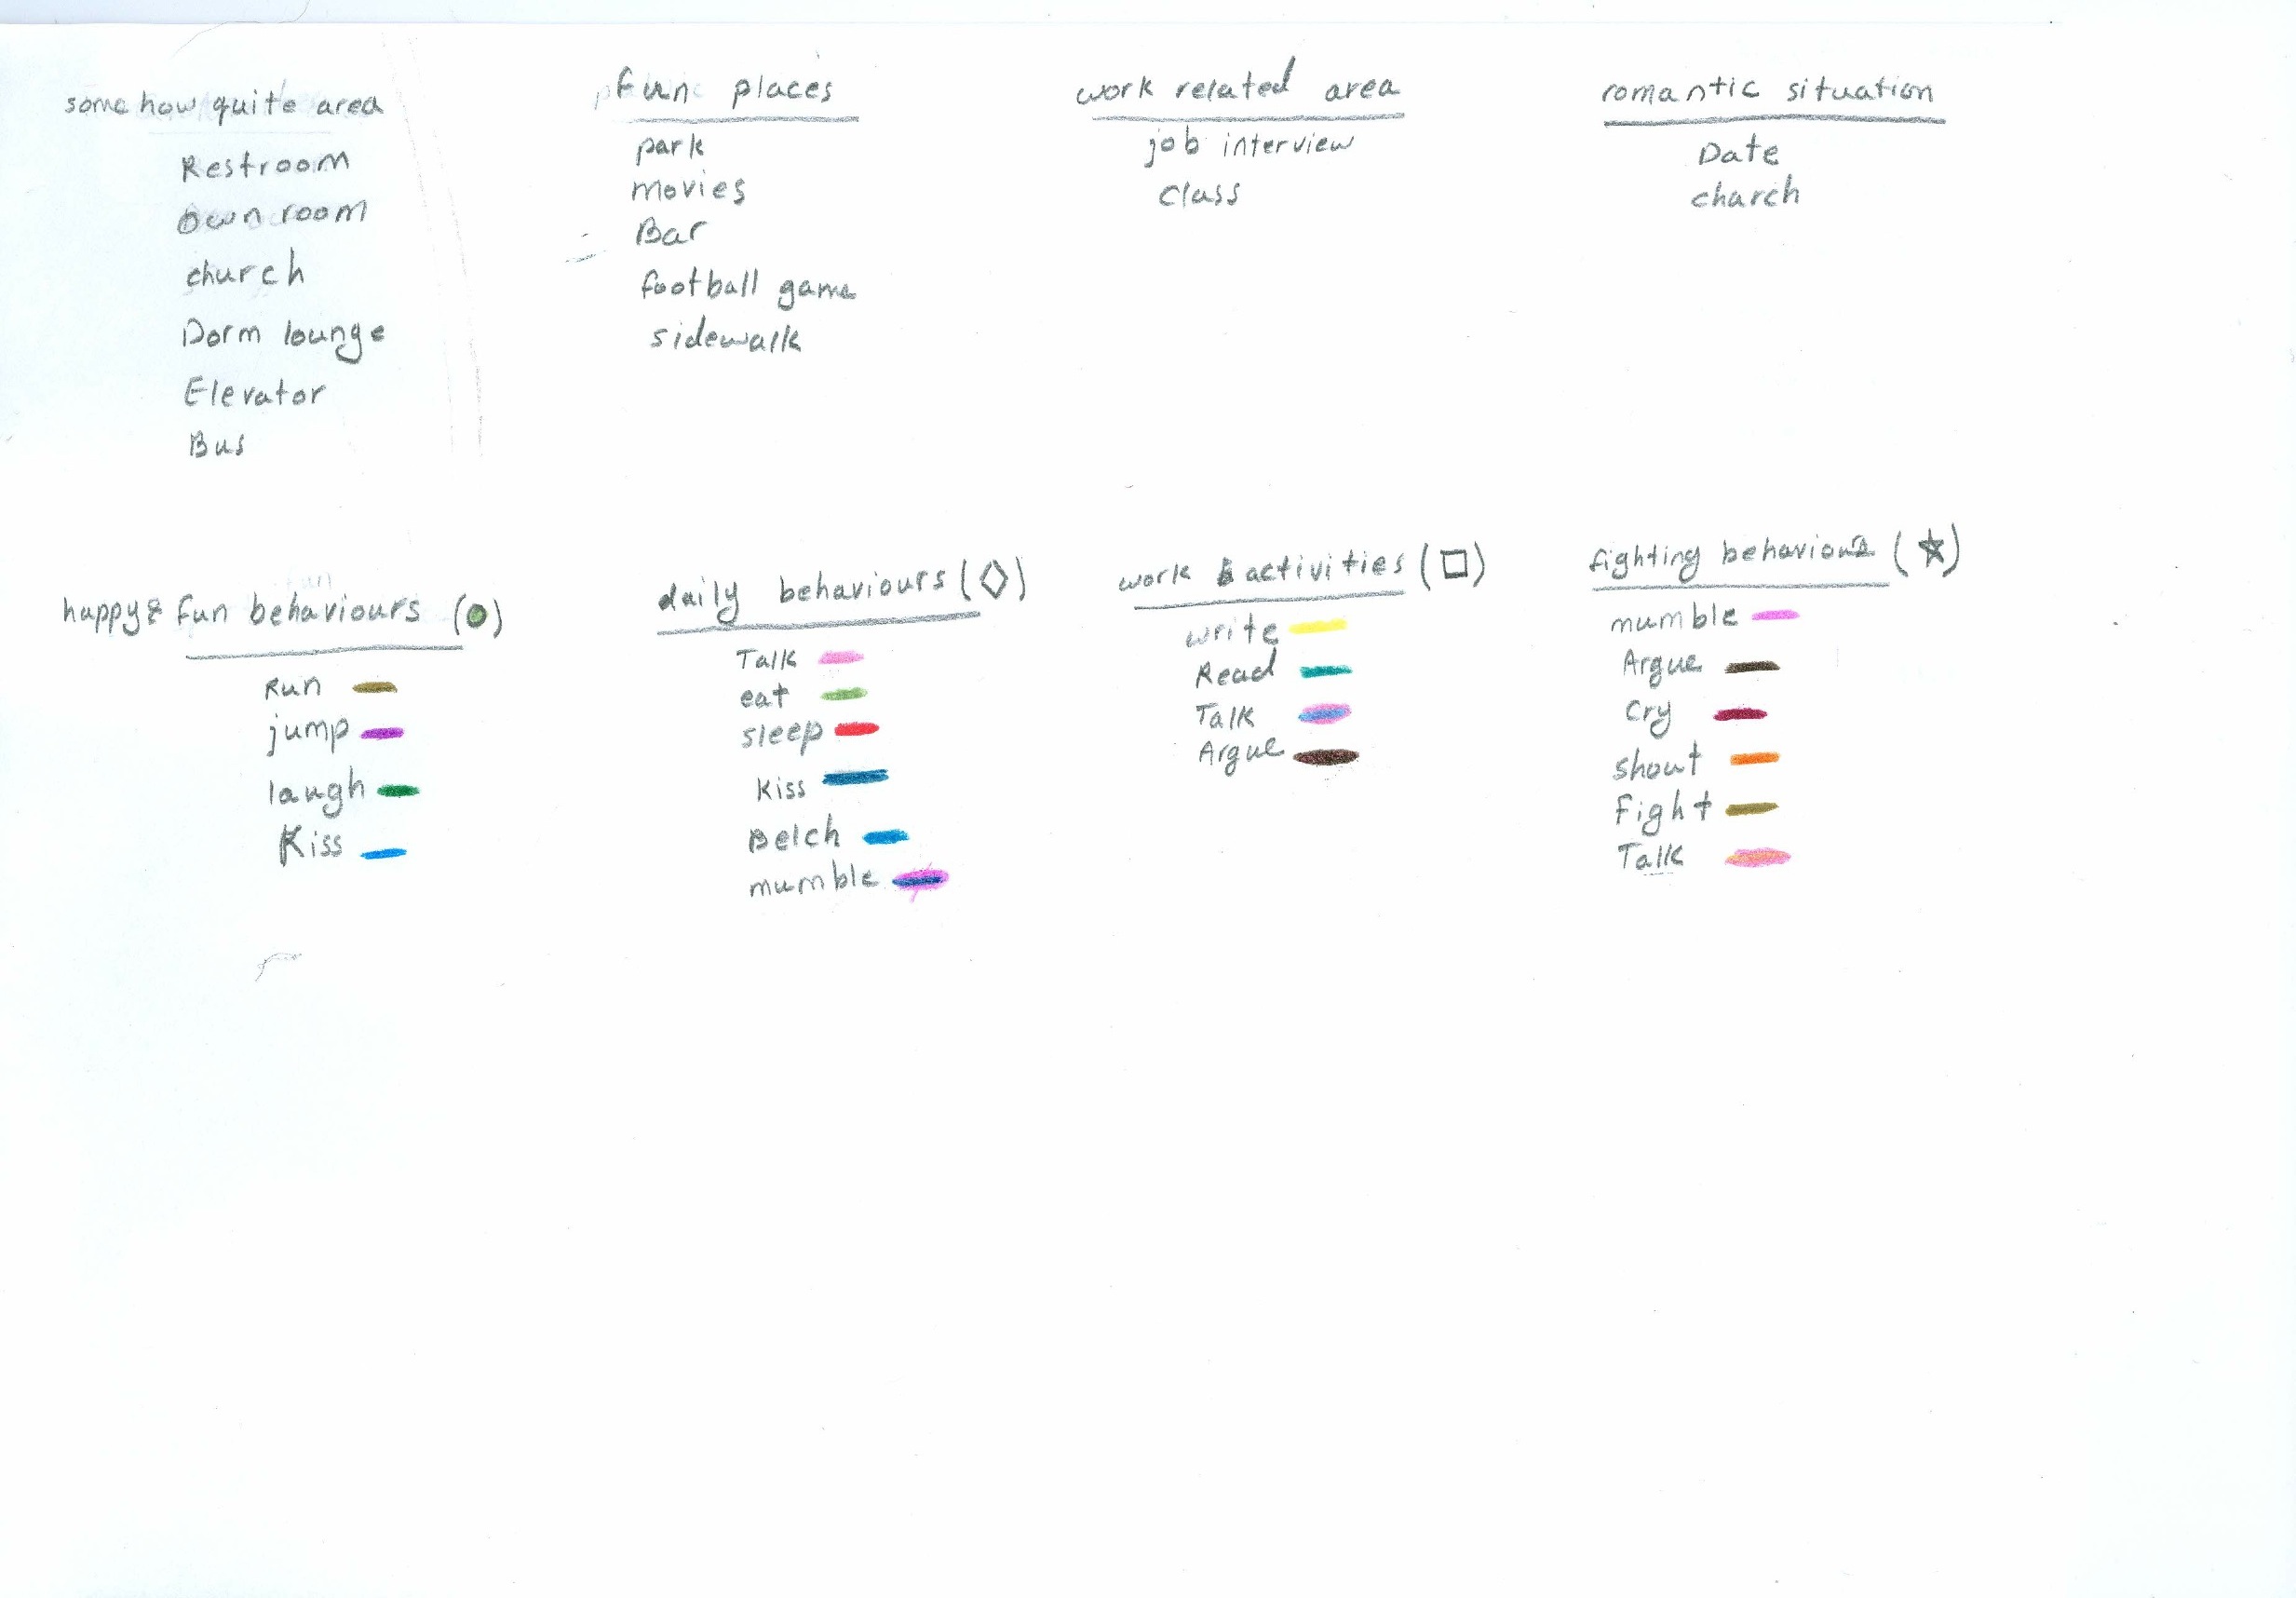 some how quite area
Restroom
own room
church
Dorm lounge
Elevator
Bus
fun places
park
movies
Bar
football game
sidewalk
work related area
job interview
class
romantic situation
Date
charch
happy & fun behaviours ( )
Run
jump
laugh
Kiss
daily behaviours (◇)
Talk
eat
sleep
Kiss
Belch
mumble
work activities (□)
write
Read
Talk
Argue
fighting behaviours (☆)
mumble
Argue
Cry
shout
Fight
Talk